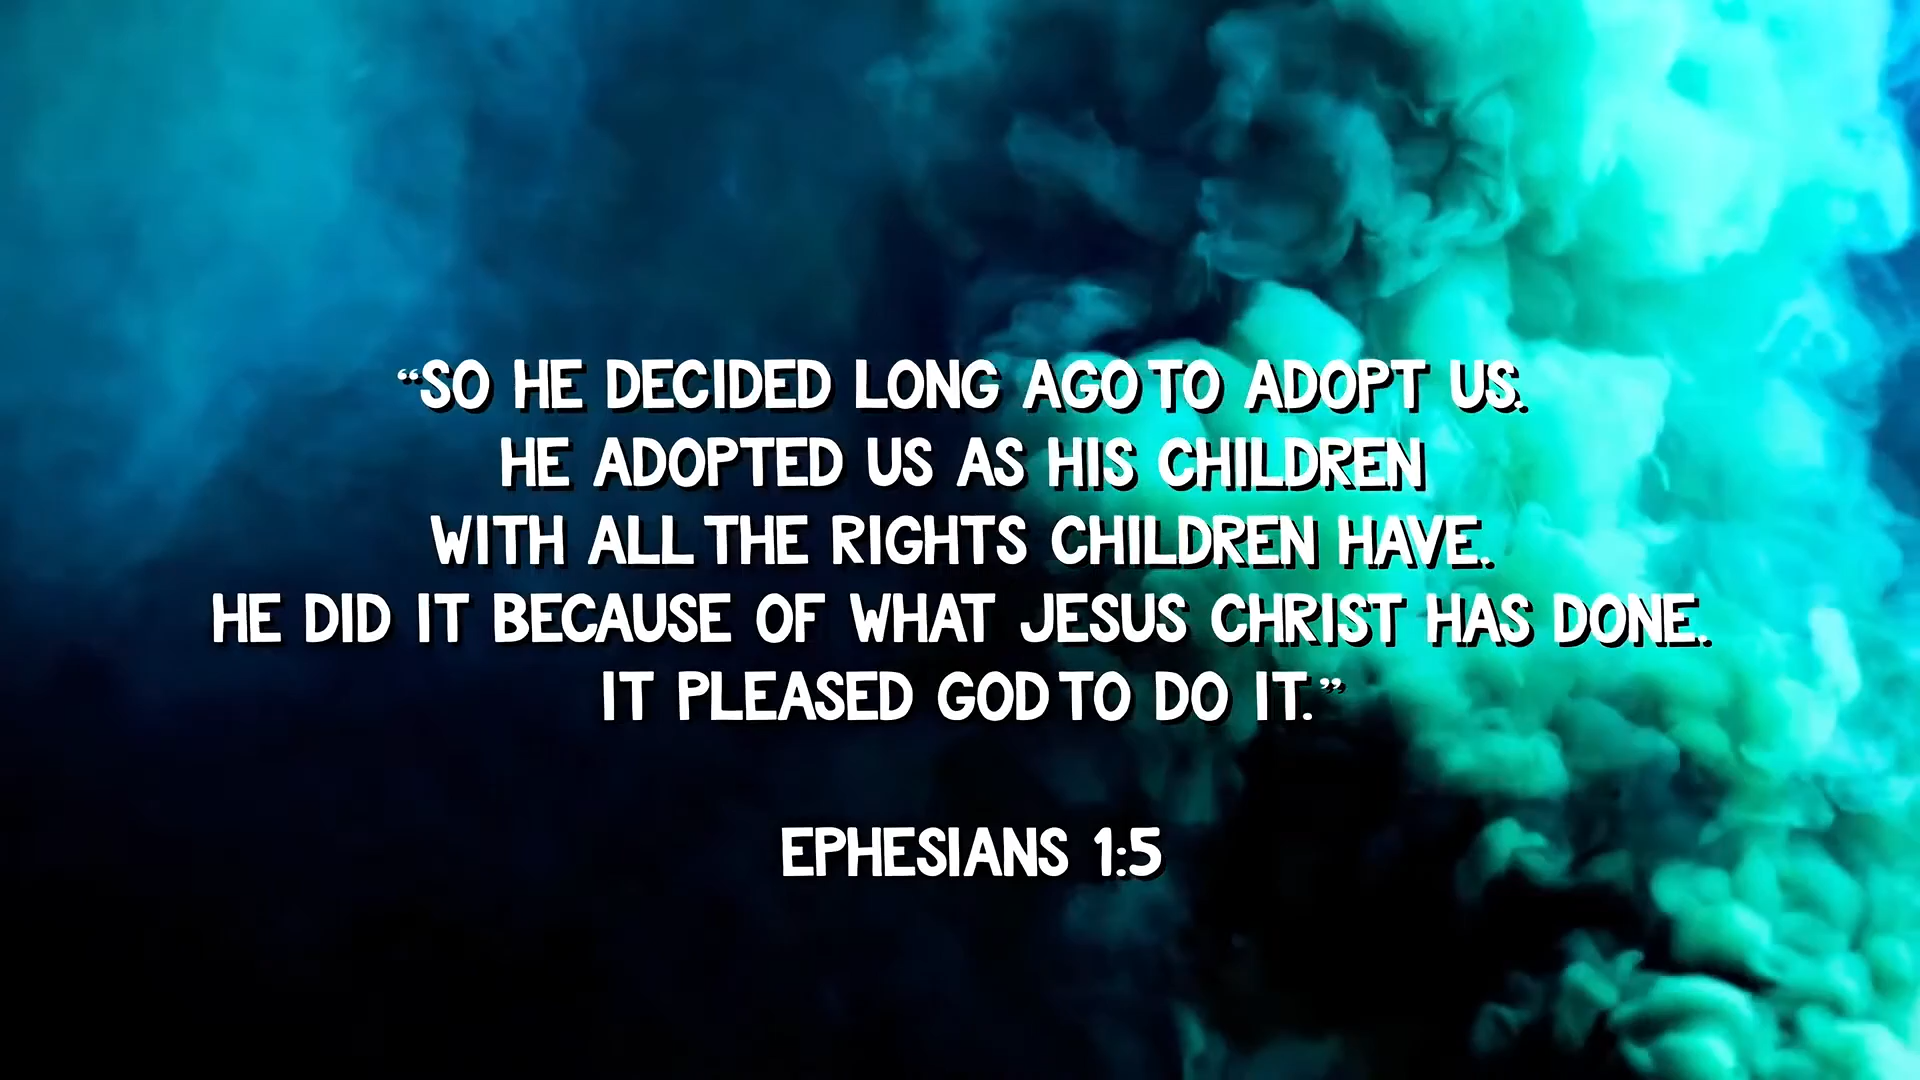 “SO HE DECIDED LONG AGO TO ADOPT US.
HE ADOPTED US AS HIS CHILDREN
WITH ALL THE RIGHTS CHILDREN HAVE.
HE DID IT BECAUSE OF WHAT JESUS CHRIST HAS DONE.
IT PLEASED GOD TO DO IT.”
EPHESIANS 1:5